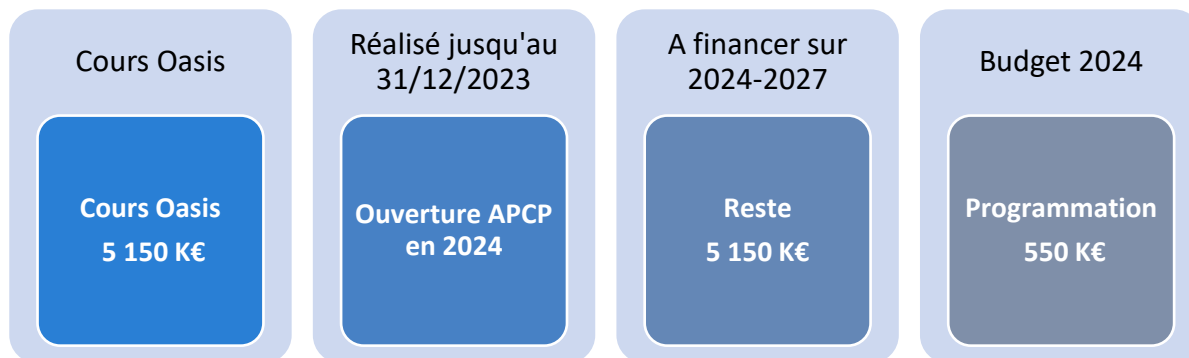 Cours Oasis
Cours Oasis
5 150 K€
Réalisé jusqu'au
31/12/2023
Ouverture APCP
en 2024
A financer sur
2024-2027
Reste
5 150 K€
Budget 2024
Programmation
550 K€